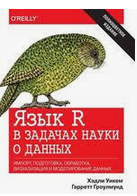 O'REILLY®
Язык R
В ЗАДАЧАХ НАУКИ
О ДАННЫХ
ИМПОРТ, ПОДГОТОВКА, ОБРАБОТКА,
ВИЗУАЛИЗАЦИЯ И МОДЕЛИРОВАНИЕ ДАННЫХ
Хэдли Уикем
Гарретт Гроулмунд